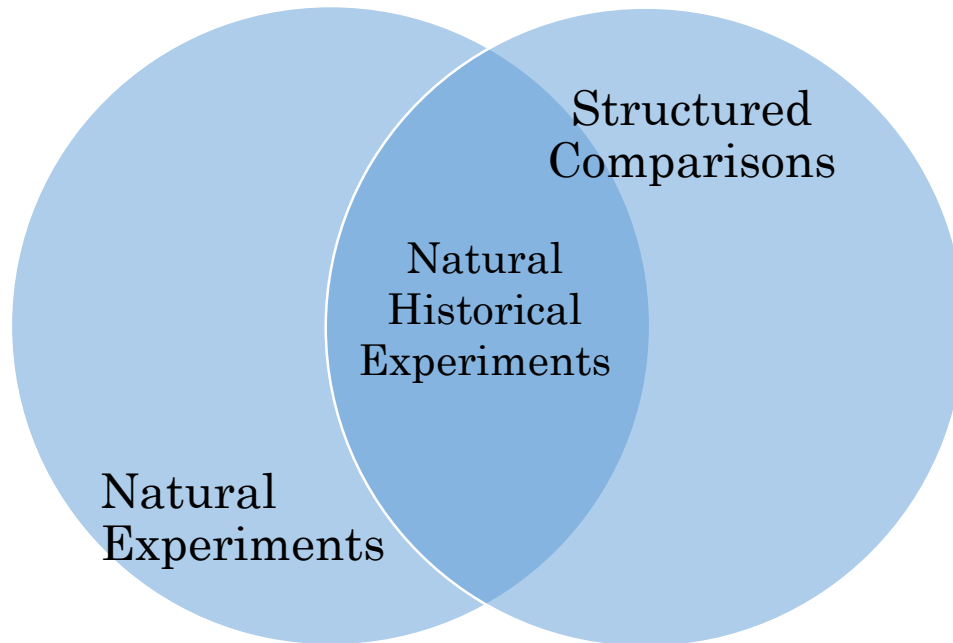 Structured
Comparisons
Natural
Historical
Experiments
Natural
Experiments